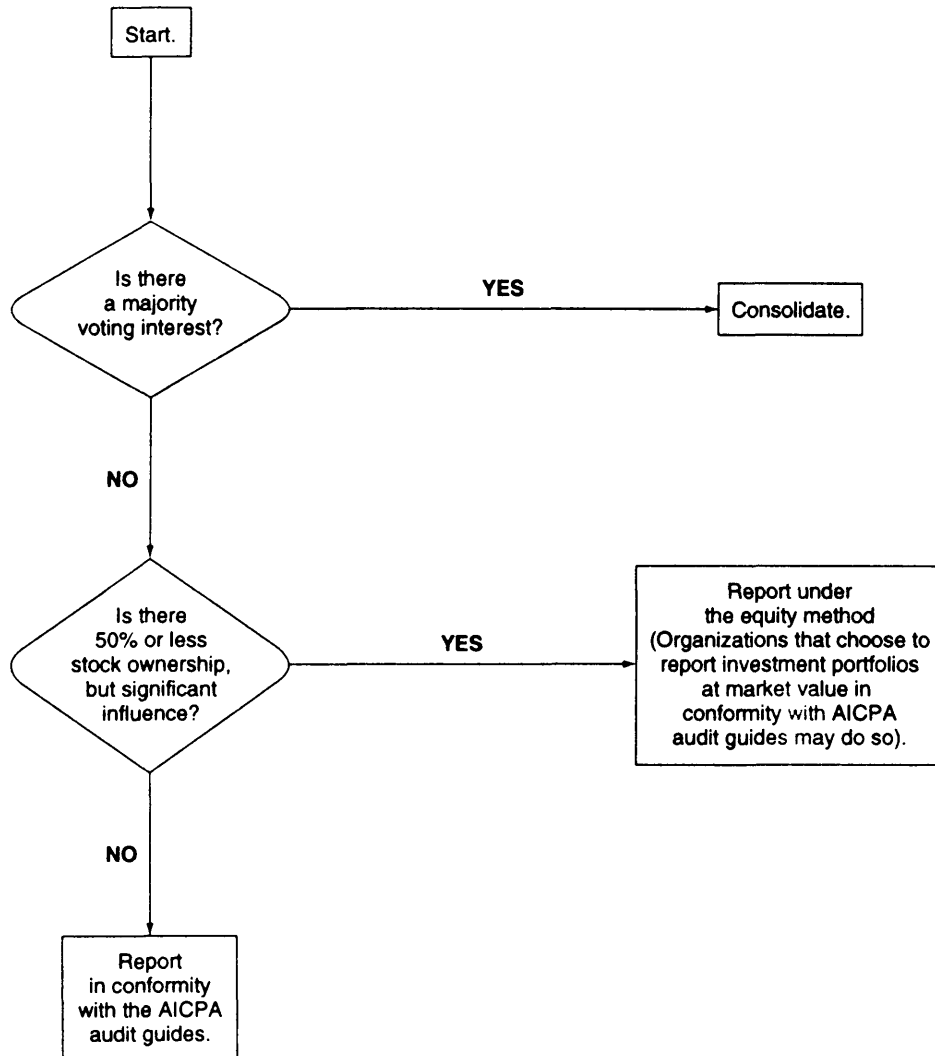 Start.
Is there
a majority
voting interest?
YES
Consolidate.
NO
Is there
50% or less
stock ownership,
but significant
influence?
YES
Report under
the equity method
(Organizations that choose to
report investment portfolios
at market value in
conformity with AICPA
audit guides may do so).
NO
Report
in conformity
with the AICPA
audit guides.